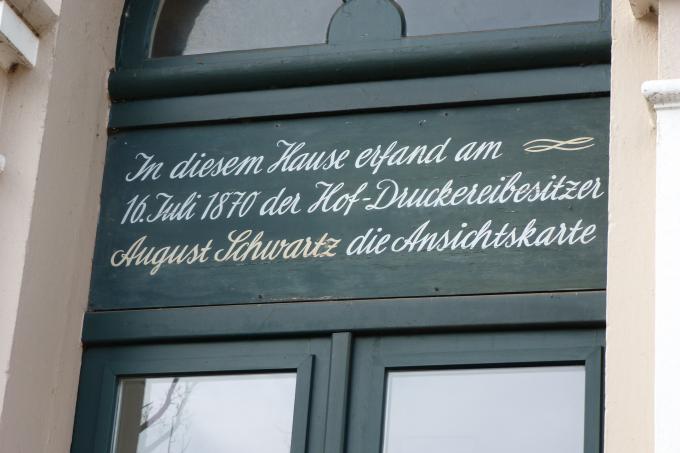 In diesem Hause erfand am
16. Juli 1870 der Hof-Druckereibesitzer
August Schwartz die Ansichtskarte